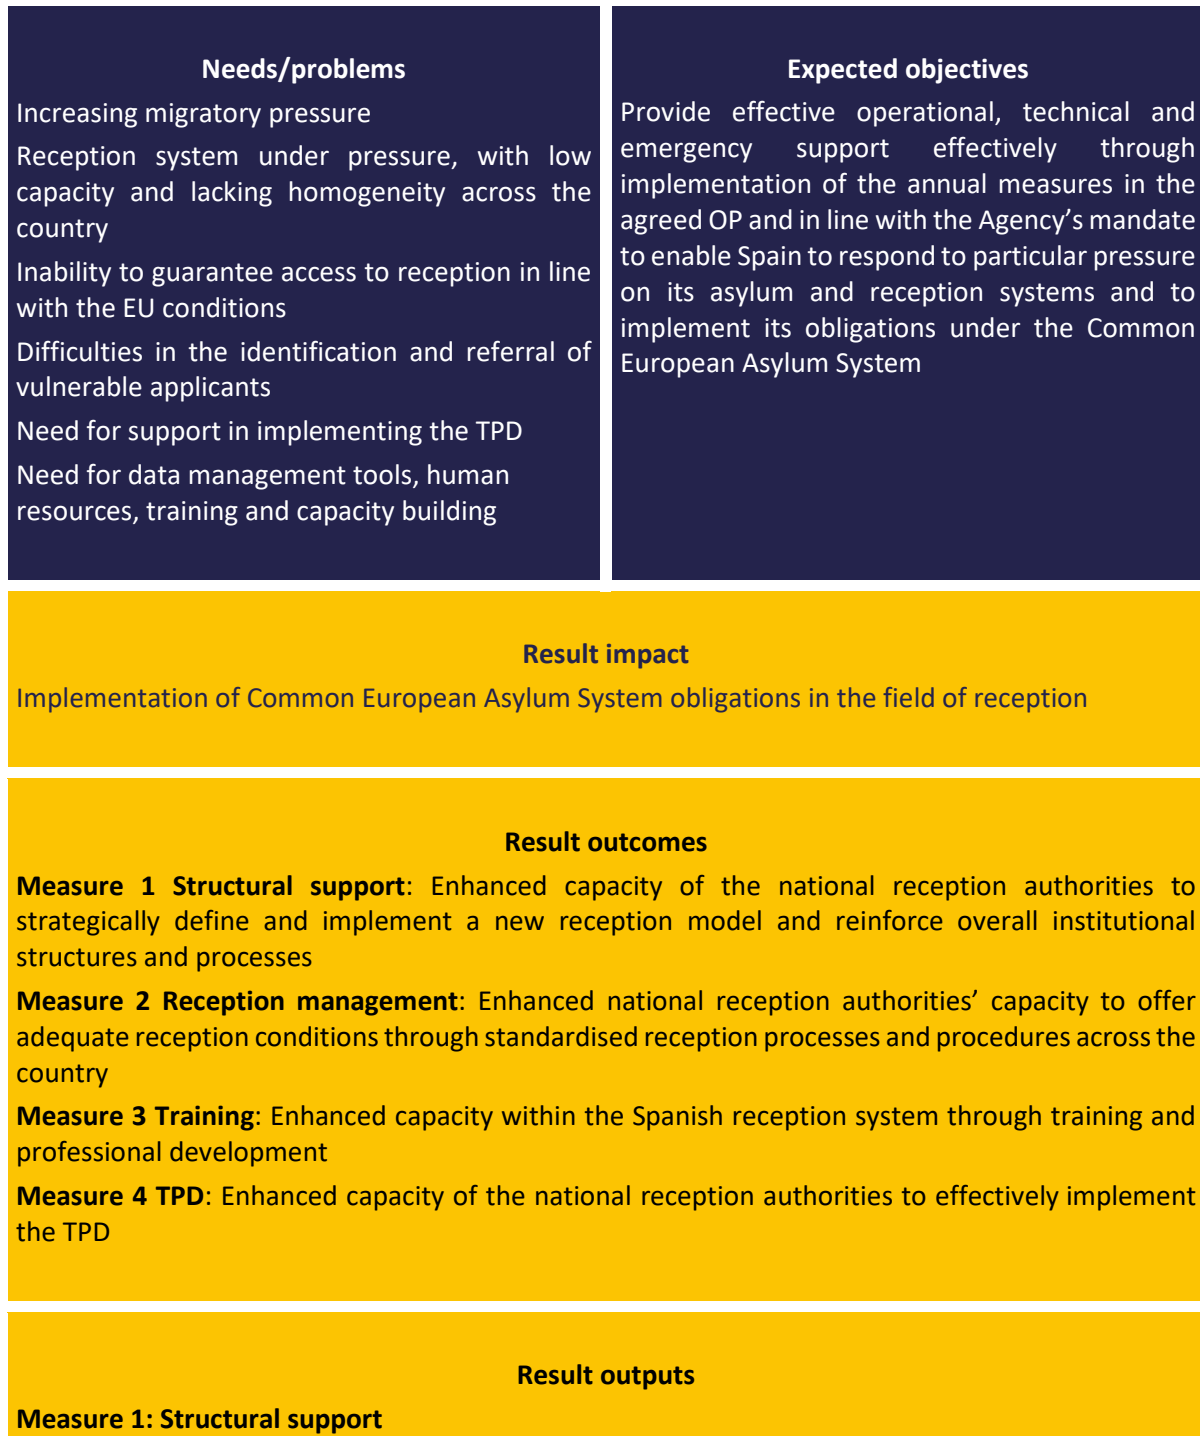 Needs/problems
Increasing migratory pressure
Reception system under pressure, with low
capacity and lacking homogeneity across the
country
Inability to guarantee access to reception in line
with the EU conditions
Difficulties in the identification and referral of
vulnerable applicants
Need for support in implementing the TPD
Need for data management tools, human
resources, training and capacity building
Expected objectives
Provide effective operational, technical and
emergency support effectively through
implementation of the annual measures in the
agreed OP and in line with the Agency’s mandate
to enable Spain to respond to particular pressure
on its asylum and reception systems and to
implement its obligations under the Common
European Asylum System
Result impact
Implementation of Common European Asylum System obligations in the field of reception
Result outcomes
Measure 1 Structural support: Enhanced capacity of the national reception authorities to
strategically define and implement a new reception model and reinforce overall institutional
structures and processes
Measure 2 Reception management: Enhanced national reception authorities’ capacity to offer
adequate reception conditions through standardised reception processes and procedures across the
country
Measure 3 Training: Enhanced capacity within the Spanish reception system through training and
professional development
Measure 4 TPD: Enhanced capacity of the national reception authorities to effectively implement
the TPD
Result outputs
Measure 1: Structural support